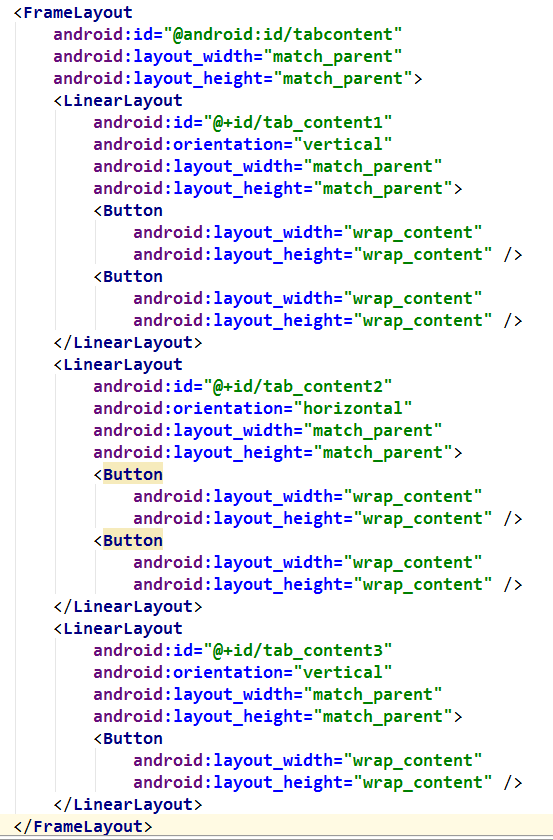 <FrameLayout
    android:id="@android:id/tabcontent"
    android:layout_width="match_parent"
    android:layout_height="match_parent">
    <LinearLayout
        android:id="@+id/tab_content1"
        android:orientation="vertical"
        android:layout_width="match_parent"
        android:layout_height="match_parent">
        <Button
            android:layout_width="wrap_content"
            android:layout_height="wrap_content" />
        <Button
            android:layout_width="wrap_content"
            android:layout_height="wrap_content" />
    </LinearLayout>
    <LinearLayout
        android:id="@+id/tab_content2"
        android:orientation="horizontal"
        android:layout_width="match_parent"
        android:layout_height="match_parent">
        <Button
            android:layout_width="wrap_content"
            android:layout_height="wrap_content" />
        <Button
            android:layout_width="wrap_content"
            android:layout_height="wrap_content" />
    </LinearLayout>
    <LinearLayout
        android:id="@+id/tab_content3"
        android:orientation="vertical"
        android:layout_width="match_parent"
        android:layout_height="match_parent">
        <Button
            android:layout_width="wrap_content"
            android:layout_height="wrap_content" />
    </LinearLayout>
</FrameLayout>